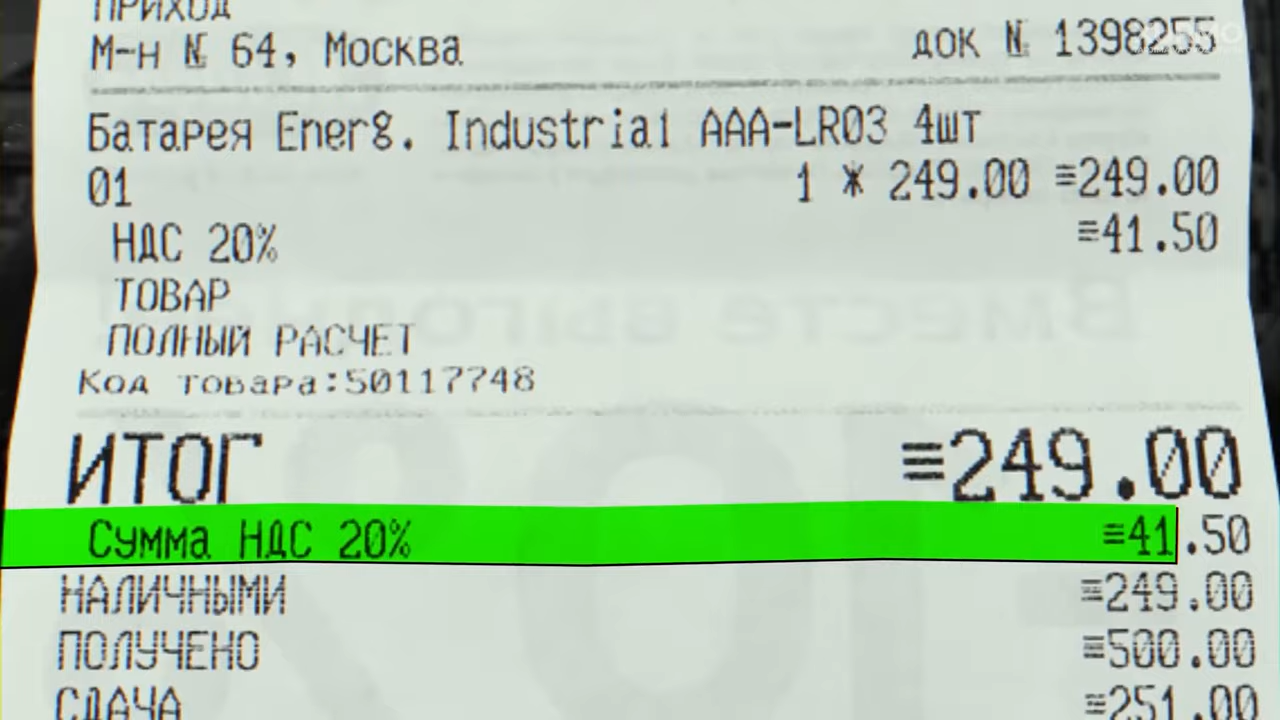 ПРИХОД
М-н № 64, Москва док № 1398255
Батарея Energ. Industrial AAA-LR03 4шт
01 1 * 249.00 ≡249.00
НДС 20% ≡41.50
ТОВАР
ПОЛНЫЙ РАСЧЕТ
Код товара:50117748
ИТОГ ≡249.00
Сумма НДС 20% ≡41.50
НАЛИЧНЫМИ ≡249.00
ПОЛУЧЕНО ≡500.00
СДАЧА ≡251.00